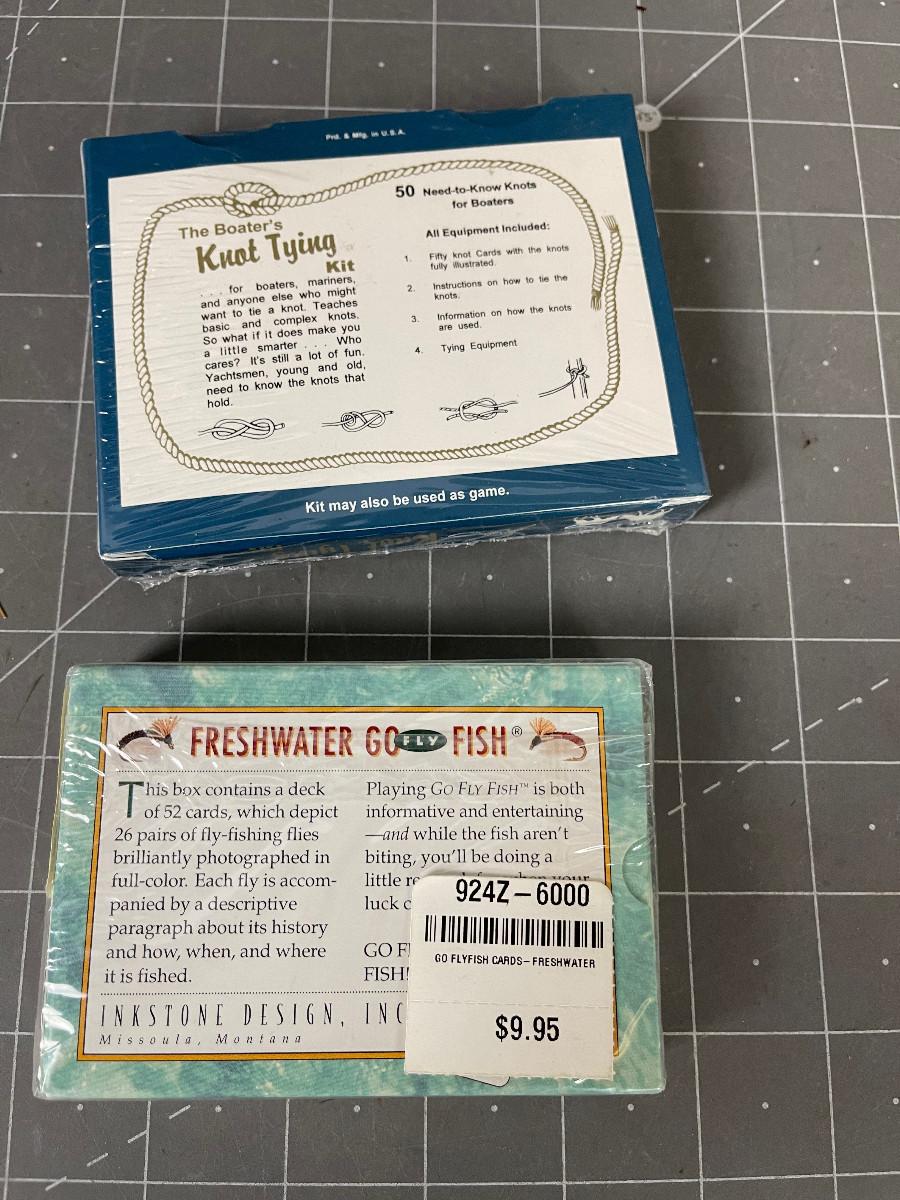 Prd. & Mfg. in U.S.A.
The Boater's
Knot Tying
Kit
. . . for boaters, mariners,
and anyone else who might
want to tie a knot. Teaches
basic and complex knots.
So what if it does make you
a little smarter . . . Who
cares? It's still a lot of fun.
Yachtsmen, young and old,
need to know the knots that
hold.
50 Need-to-Know Knots
for Boaters
All Equipment Included:
1. Fifty knot Cards with the knots
fully illustrated.
2. Instructions on how to tie the
knots.
3. Information on how the knots
are used.
4. Tying Equipment
Kit may also be used as game.
Knot Tying
45°
FRESHWATER GO FLY FISH®
This box contains a deck
of 52 cards, which depict
26 pairs of fly-fishing flies
brilliantly photographed in
full-color. Each fly is accom-
panied by a descriptive
paragraph about its history
and how, when, and where
it is fished.
Playing GO FLY FISH™ is both
informative and entertaining
—and while the fish aren't
biting, you'll be doing a
little when your
luck
GO
FISH!
INKSTONE DESIGN, INC
Missoula, Montana
924Z-6000
GO FLYFISH CARDS-FRESHWATER
$9.95